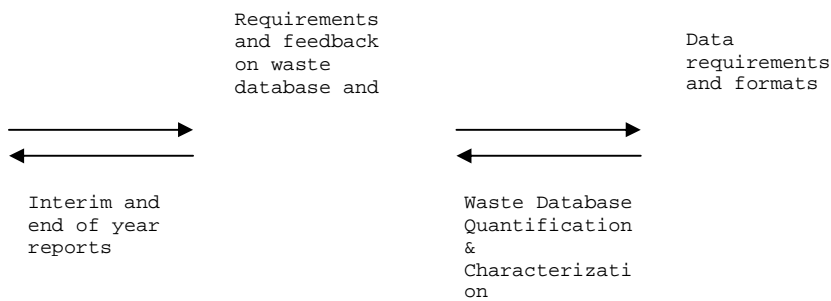 Requirements
and feedback
on waste
database and
Data
requirements
and formats
Interim and
end of year
reports
Waste Database
Quantification
&
Characterizati
on